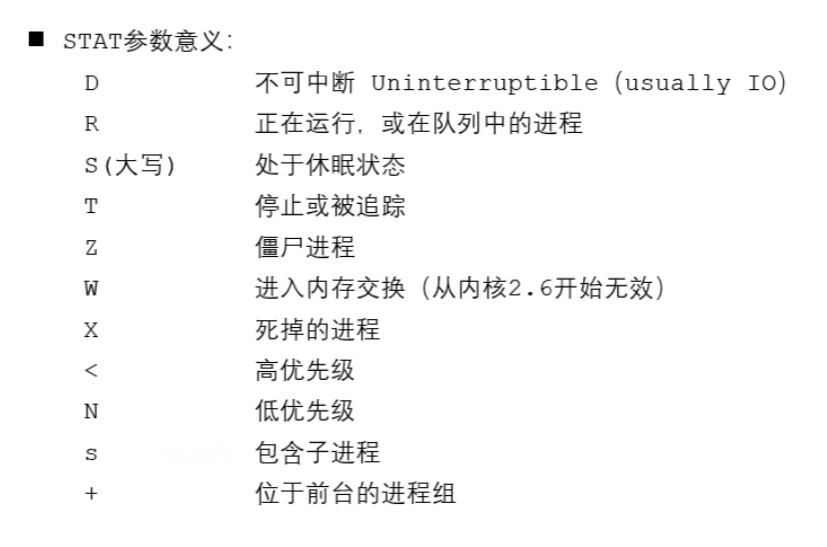 ■ STAT参数意义:
D 不可中断 Uninterruptible (usually IO)
R 正在运行, 或在队列中的进程
S(大写) 处于休眠状态
T 停止或被追踪
Z 僵尸进程
W 进入内存交换 (从内核2.6开始无效)
X 死掉的进程
< 高优先级
N 低优先级
s 包含子进程
+ 位于前台的进程组